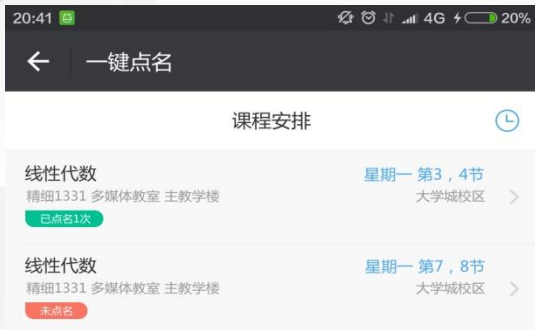 20:41 4G 20%
一键点名
课程安排
线性代数 星期一 第3，4节
精细1331 多媒体教室 主教学楼 大学城校区
已点名1次
线性代数 星期一 第7，8节
精细1331 多媒体教室 主教学楼 大学城校区
未点名